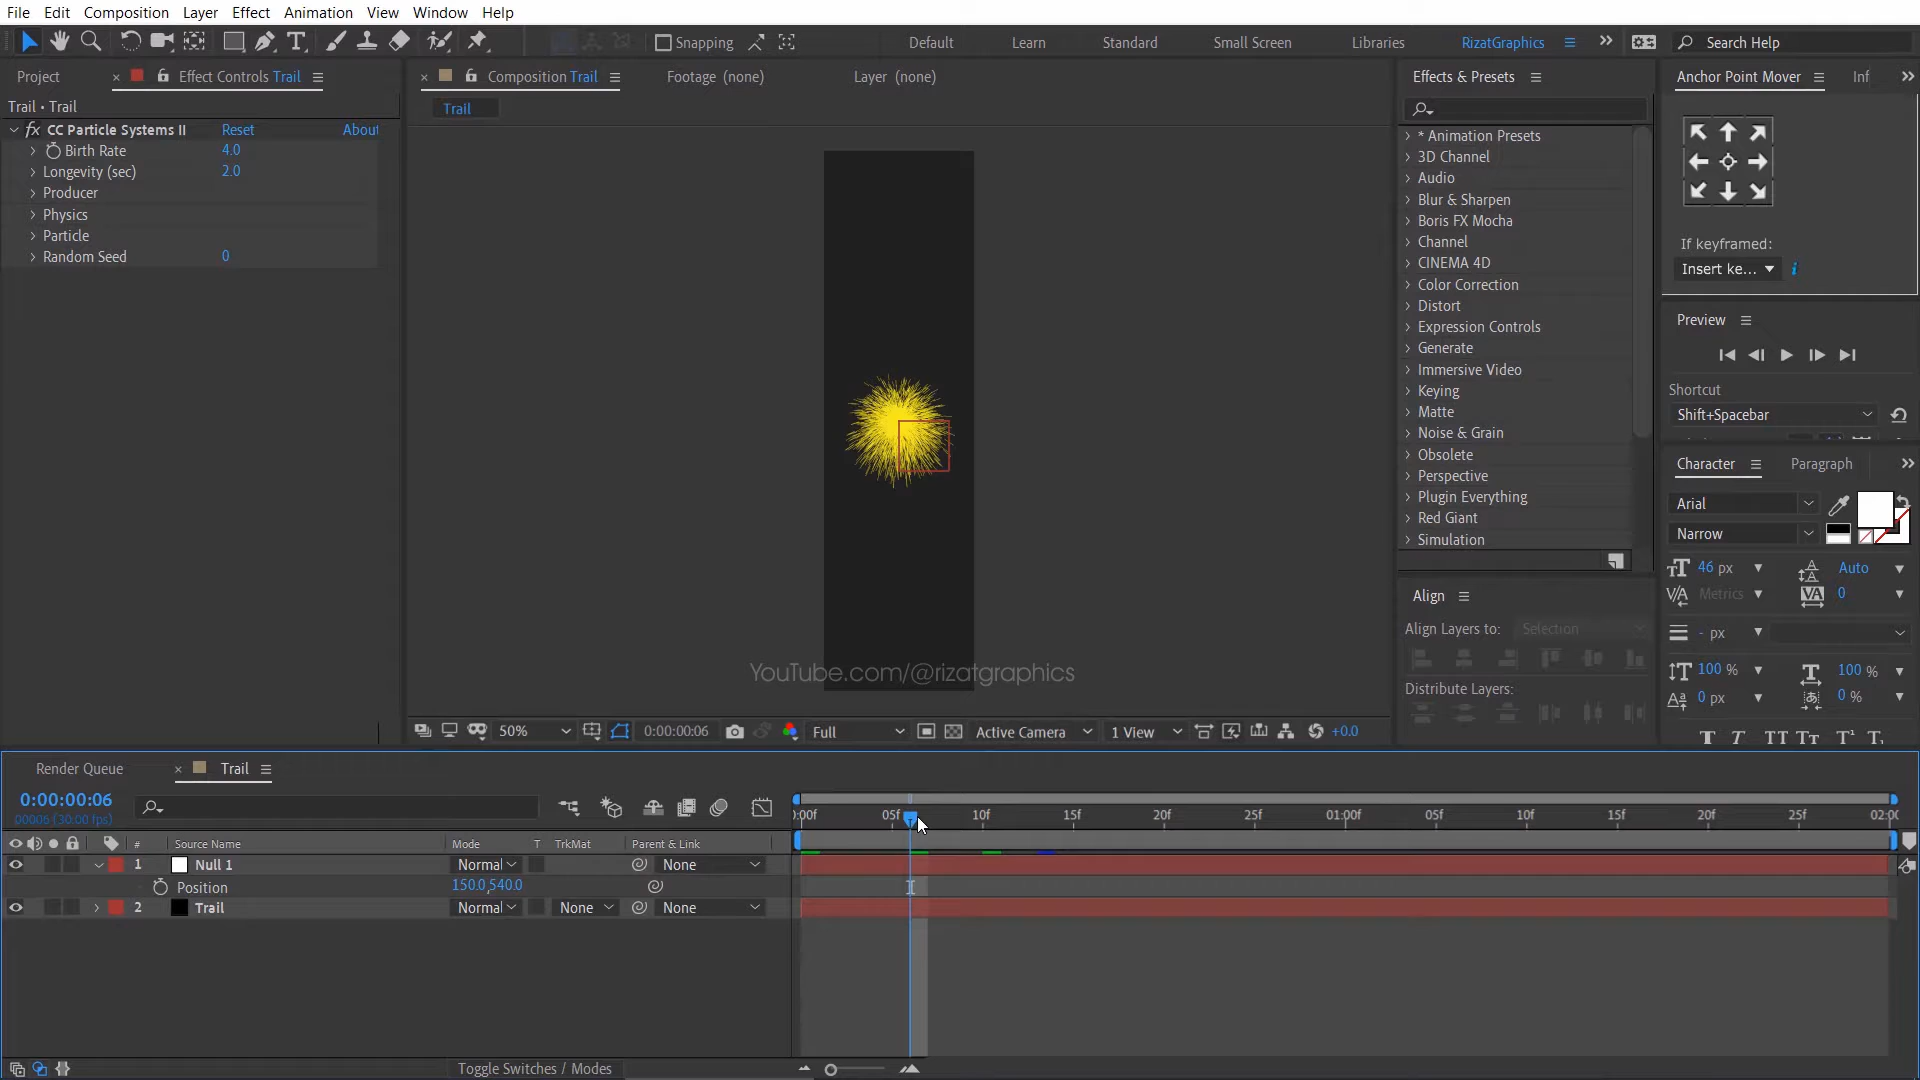 File Edit Composition Layer Effect Animation View Window Help
Snapping Default Learn Standard Small Screen Libraries RizatGraphics Search Help
Project Effect Controls Trail Composition Trail Footage (none) Layer (none) Effects & Presets Anchor Point Mover Inf
Trail • Trail
Trail
fx CC Particle Systems II Reset About
Birth Rate 4.0
Longevity (sec) 2.0
Producer
Physics
Particle
Random Seed 0
* Animation Presets
3D Channel
Audio
Blur & Sharpen
Boris FX Mocha
Channel
CINEMA 4D
Color Correction
Distort
Expression Controls
Generate
Immersive Video
Keying
Matte
Noise & Grain
Obsolete
Perspective
Plugin Everything
Red Giant
Simulation
Align
Align Layers to: Selection
Distribute Layers:
If keyframed:
Insert ke...
Preview
Shortcut
Shift+Spacebar
Character Paragraph
Arial
Narrow
46 px Auto
Metrics 0
- px
100 % 100 %
0 px 0 %
YouTube.com/@rizatgraphics
50% 0:00:00:06 Full Active Camera 1 View +0.0
Render Queue Trail
0:00:00:06
00006 (30.00 fps)
0:00f 05f 10f 15f 20f 25f 01:00f 05f 10f 15f 20f 25f 02:0
# Source Name Mode T TrkMat Parent & Link
1 Null 1 Normal None
Position 150.0,540.0
2 Trail Normal None None
Toggle Switches / Modes